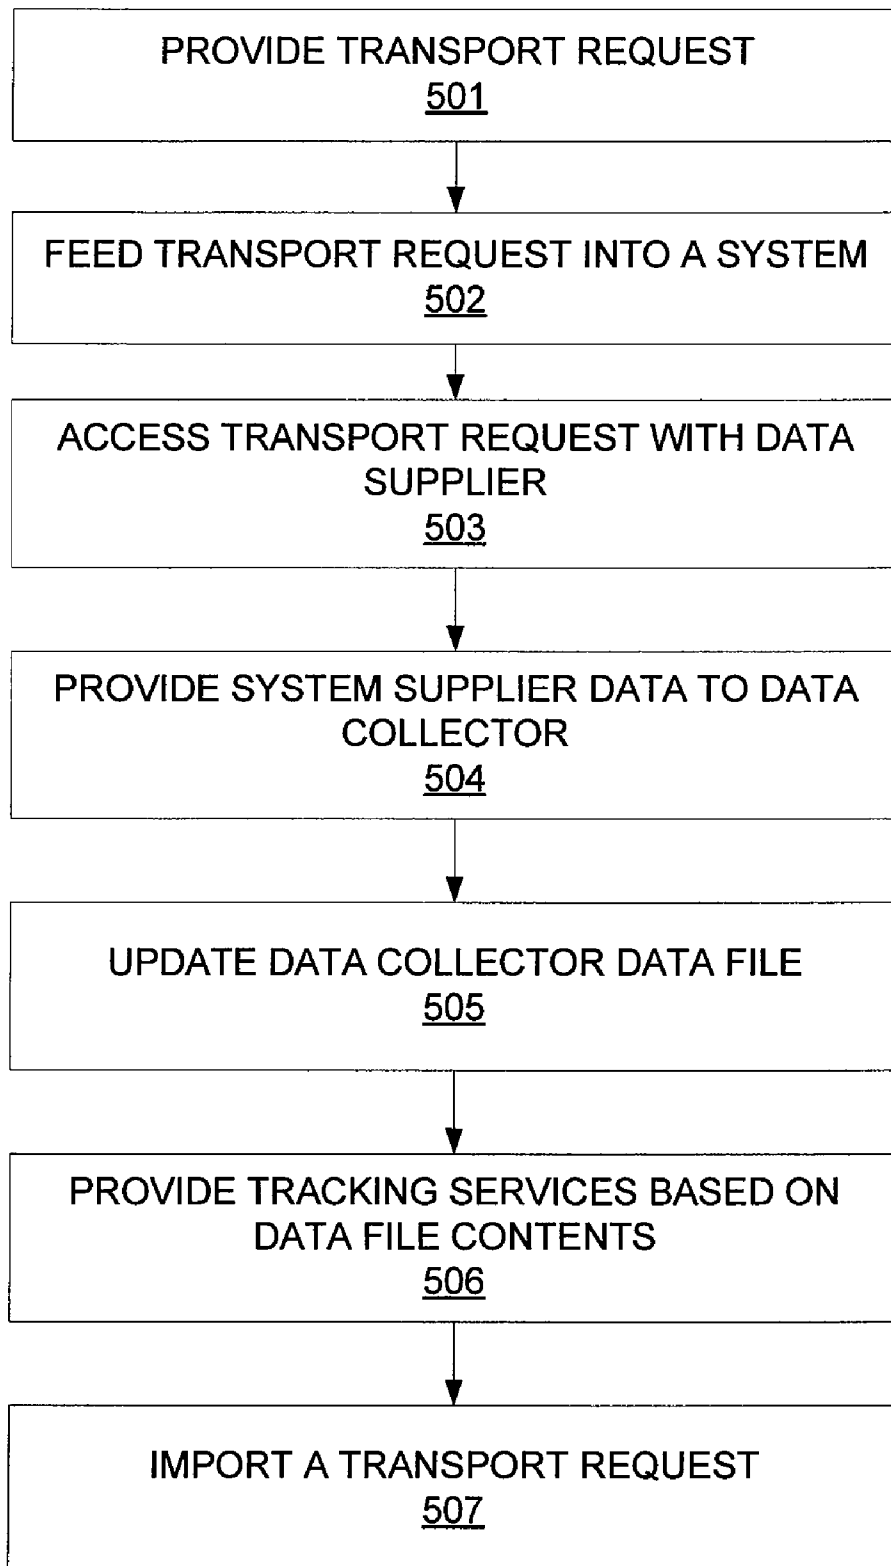 PROVIDE TRANSPORT REQUEST
501
FEED TRANSPORT REQUEST INTO A SYSTEM
502
ACCESS TRANSPORT REQUEST WITH DATA
SUPPLIER
503
PROVIDE SYSTEM SUPPLIER DATA TO DATA
COLLECTOR
504
UPDATE DATA COLLECTOR DATA FILE
505
PROVIDE TRACKING SERVICES BASED ON
DATA FILE CONTENTS
506
IMPORT A TRANSPORT REQUEST
507